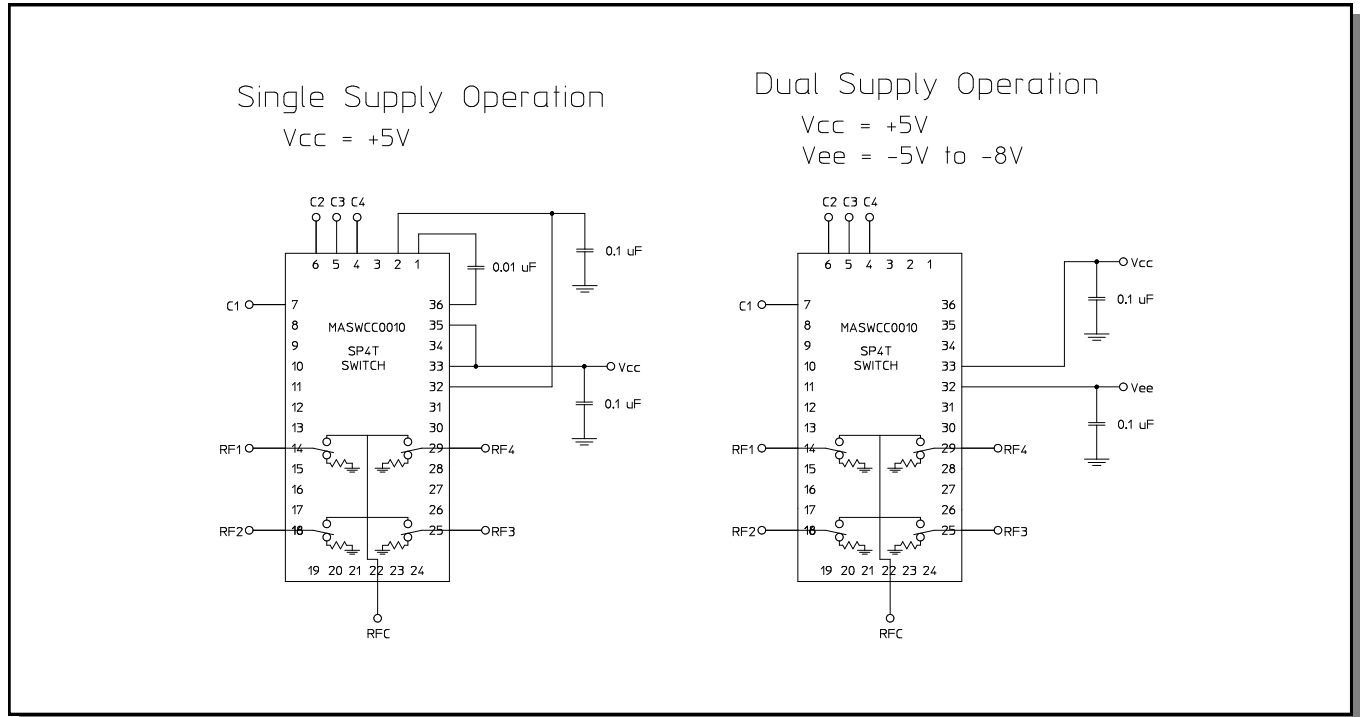 Single Supply Operation
Vcc = +5V
C2 C3 C4
6 5 4 3 2 1
0.1 uF
0.01 uF
C1
7 36
8 MASWCC0010 35
9 SP4T 34
10 SWITCH 33
Vcc
11 32
12 31
0.1 uF
13 30
RF1 14 29 RF4
15 28
16 27
17 26
RF2 18 25 RF3
19 20 21 22 23 24
RFC
Dual Supply Operation
Vcc = +5V
Vee = -5V to -8V
C2 C3 C4
6 5 4 3 2 1
Vcc
0.1 uF
C1
7 36
8 MASWCC0010 35
9 SP4T 34
10 SWITCH 33
11 32
Vee
12 31
0.1 uF
13 30
RF1 14 29 RF4
15 28
16 27
17 26
RF2 18 25 RF3
19 20 21 22 23 24
RFC